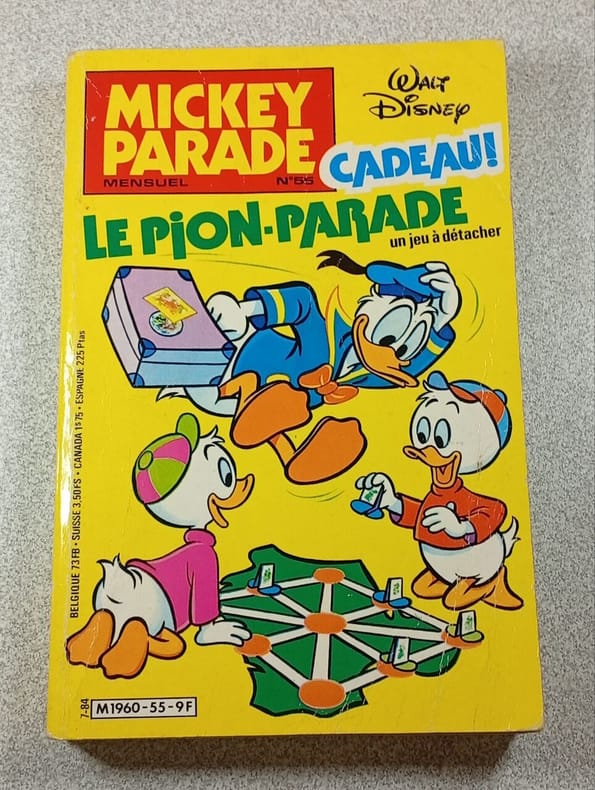 MICKEY
PARADE
MENSUEL N°55
WALT
DISNEY
CADEAU!
LE PION-PARADE
un jeu à détacher
BELGIQUE 73 FB • SUISSE 3,50 FS • CANADA 1$75 • ESPAGNE 225 Ptas
7-84
M1960-55-9F